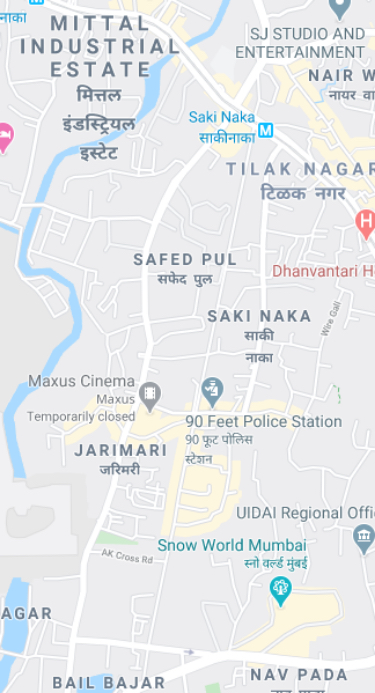 नाका
MITTAL
INDUSTRIAL
ESTATE
मित्तल
इंडस्ट्रियल
इस्टेट
SJ STUDIO AND
ENTERTAINMENT
NAIR W
नायर वा
Saki Naka
साकीनाका
M
TILAK NAGAR
टिळक नगर
H
Dhanvantari H
SAFED PUL
सफेद पुल
SAKI NAKA
साकी
नाका
Wire Gali
Maxus Cinema
Maxus
Temporarily closed
90 Feet Police Station
90 फूट पोलिस
स्टेशन
JARIMARI
जरिमरी
UIDAI Regional Offi
AK Cross Rd
Snow World Mumbai
स्नो वर्ल्ड मुंबई
AGAR
BAIL BAJAR
NAV PADA